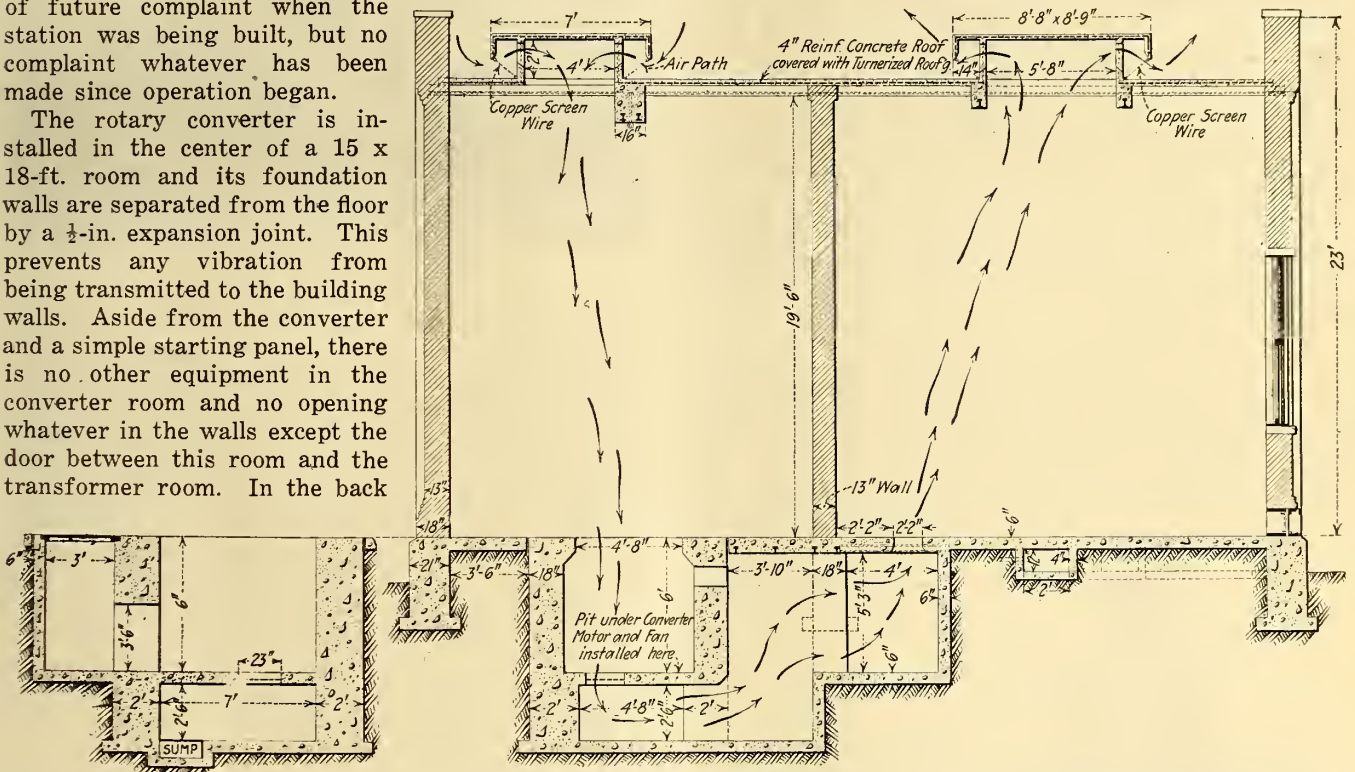 of future complaint when the
station was being built, but no
complaint whatever has been
made since operation began.
The rotary converter is in-
stalled in the center of a 15 x
18-ft. room and its foundation
walls are separated from the floor
by a ½-in. expansion joint. This
prevents any vibration from
being transmitted to the building
walls. Aside from the converter
and a simple starting panel, there
is no other equipment in the
converter room and no opening
whatever in the walls except the
door between this room and the
transformer room. In the back
7'
8'-8" x 8'-9"
2'
4'
Air Path
4" Reinf. Concrete Roof
covered with Turnerized Roof'g
14"
5'-8"
Copper Screen
Wire
16"
Copper Screen
Wire
19'-6"
23'
13"
18"
13" Wall
2'-2"
2'-2"
6"
6"
3'
6"
3'-6"
23"
2'
7'
2'
2'-6"
SUMP
21"
3'-6"
18"
4'-8"
6'
3'-10"
18"
4'
5'-3"
6"
6"
4"
2'
Pit under Converter
Motor and Fan
installed here.
2'
4'-8"
2'-6"
2'